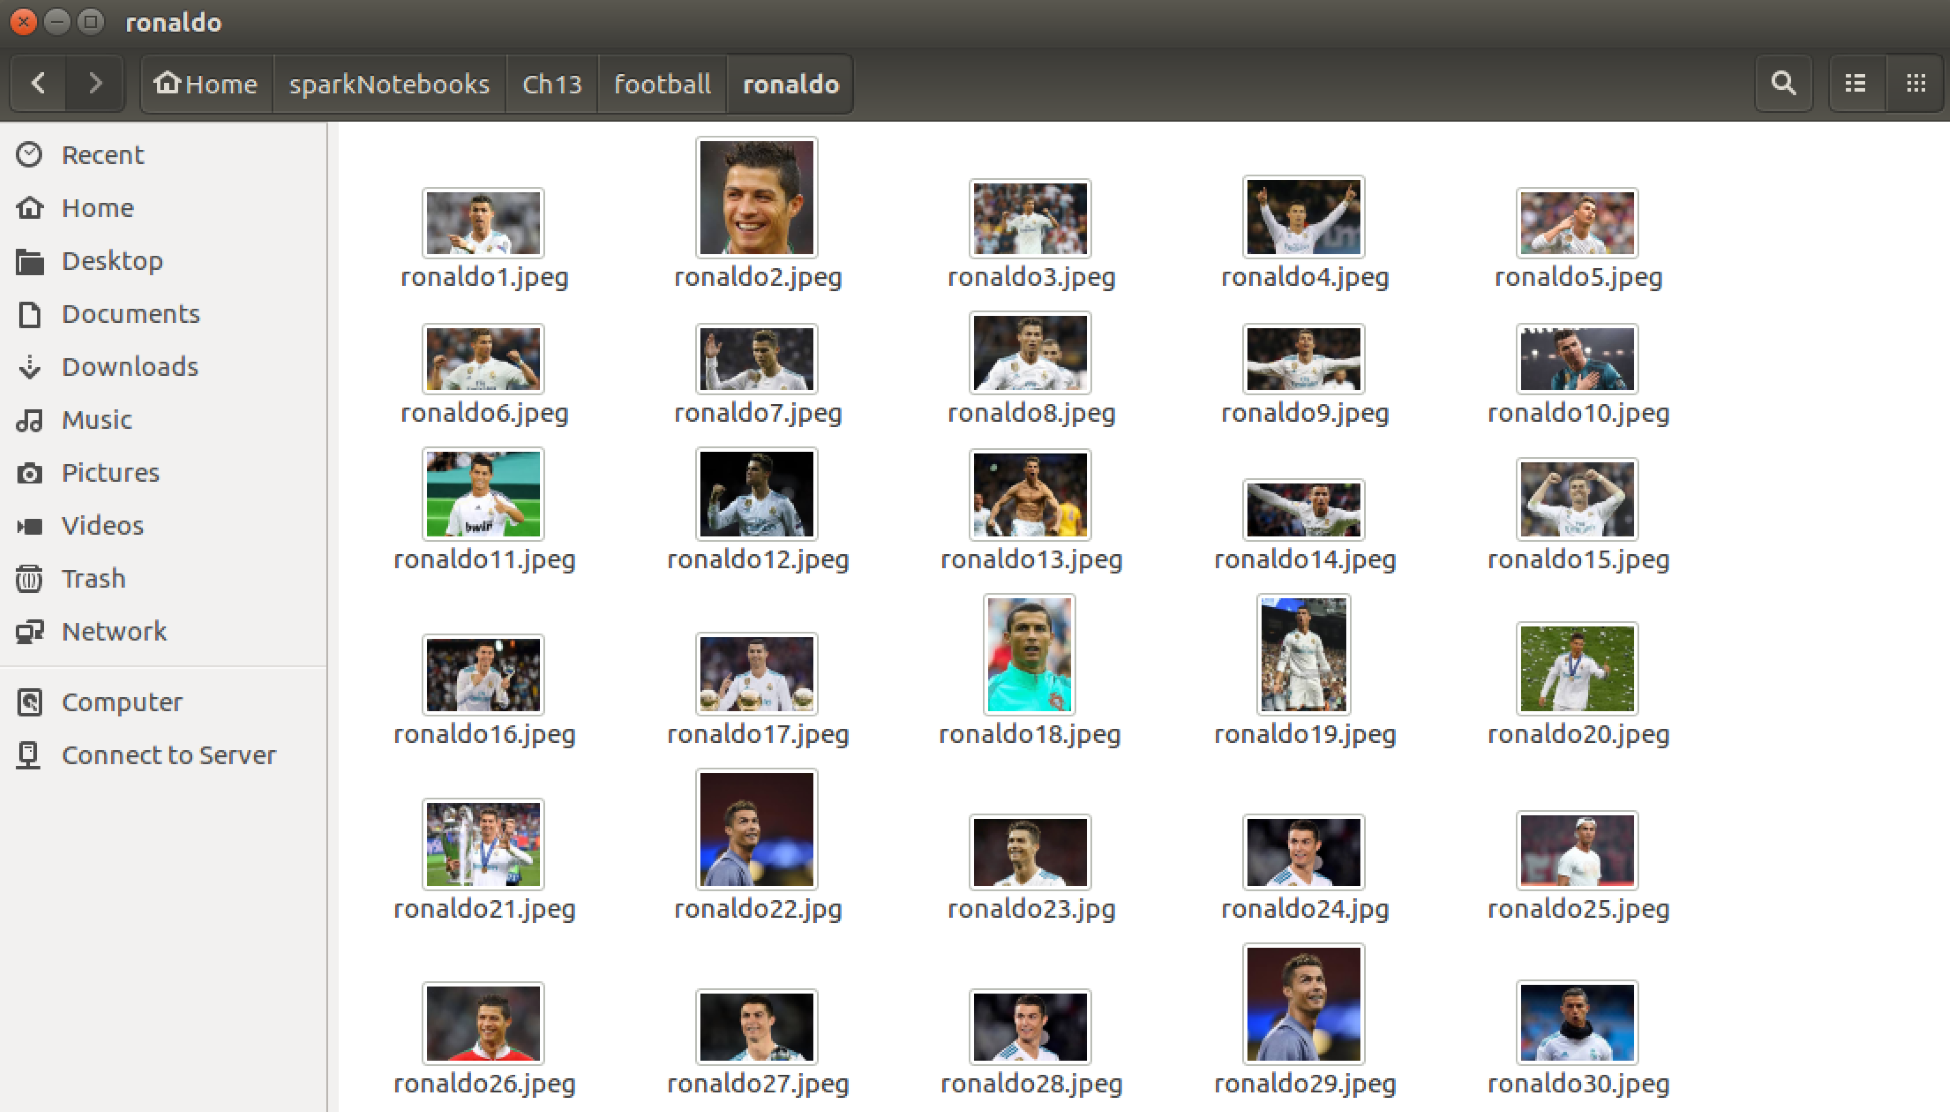 ronaldo
Home sparkNotebooks Ch13 football ronaldo
Recent
Home
Desktop
Documents
Downloads
Music
Pictures
Videos
Trash
Network
Computer
Connect to Server
ronaldo1.jpeg ronaldo2.jpeg ronaldo3.jpeg ronaldo4.jpeg ronaldo5.jpeg
ronaldo6.jpeg ronaldo7.jpeg ronaldo8.jpeg ronaldo9.jpeg ronaldo10.jpeg
bwin
ronaldo11.jpeg ronaldo12.jpeg ronaldo13.jpeg ronaldo14.jpeg ronaldo15.jpeg
ronaldo16.jpeg ronaldo17.jpeg ronaldo18.jpeg ronaldo19.jpeg ronaldo20.jpeg
ronaldo21.jpeg ronaldo22.jpg ronaldo23.jpg ronaldo24.jpg ronaldo25.jpeg
ronaldo26.jpeg ronaldo27.jpeg ronaldo28.jpeg ronaldo29.jpeg ronaldo30.jpeg